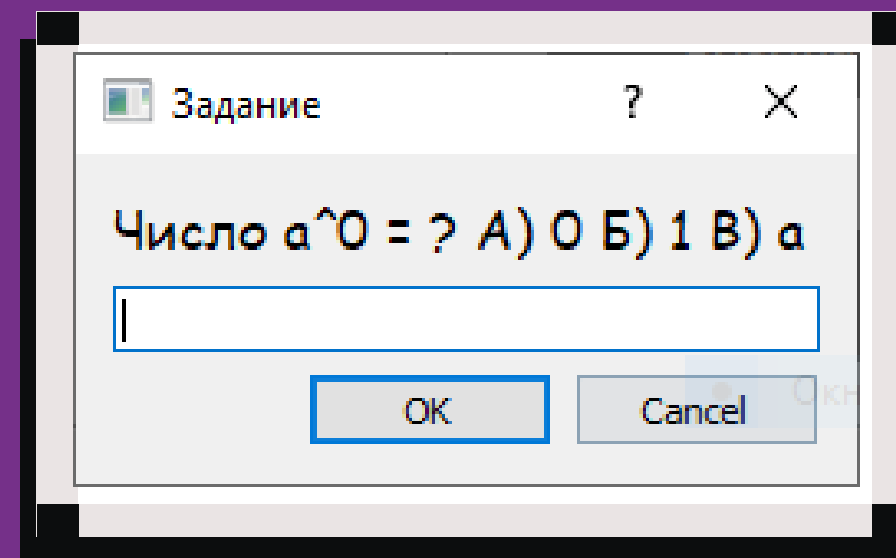 Задание
Число a^0 = ? А) 0 Б) 1 В) а
OK Cancel